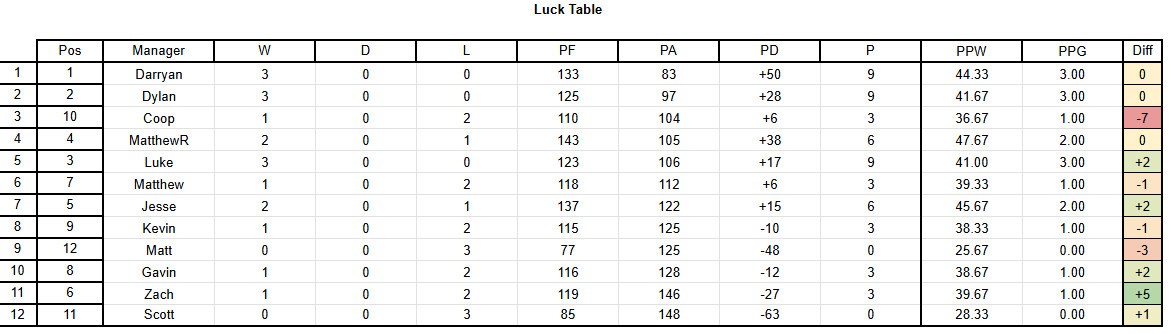 Luck Table
Pos Manager W D L PF PA PD P PPW PPG Diff
1 1 Darryan 3 0 0 133 83 +50 9 44.33 3.00 0
2 2 Dylan 3 0 0 125 97 +28 9 41.67 3.00 0
3 10 Coop 1 0 2 110 104 +6 3 36.67 1.00 -7
4 4 MatthewR 2 0 1 143 105 +38 6 47.67 2.00 0
5 3 Luke 3 0 0 123 106 +17 9 41.00 3.00 +2
6 7 Matthew 1 0 2 118 112 +6 3 39.33 1.00 -1
7 5 Jesse 2 0 1 137 122 +15 6 45.67 2.00 +2
8 9 Kevin 1 0 2 115 125 -10 3 38.33 1.00 -1
9 12 Matt 0 0 3 77 125 -48 0 25.67 0.00 -3
10 8 Gavin 1 0 2 116 128 -12 3 38.67 1.00 +2
11 6 Zach 1 0 2 119 146 -27 3 39.67 1.00 +5
12 11 Scott 0 0 3 85 148 -63 0 28.33 0.00 +1